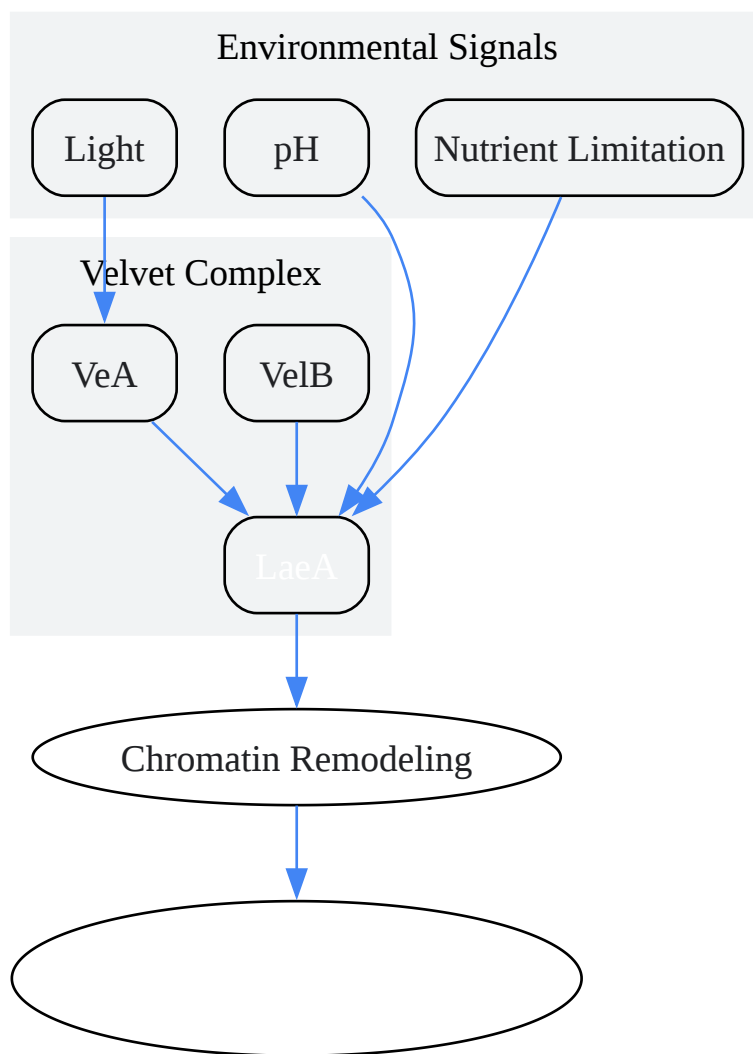 Environmental Signals
Light
pH
Nutrient Limitation
Velvet Complex
VeA
VelB
LaeA
Chromatin Remodeling